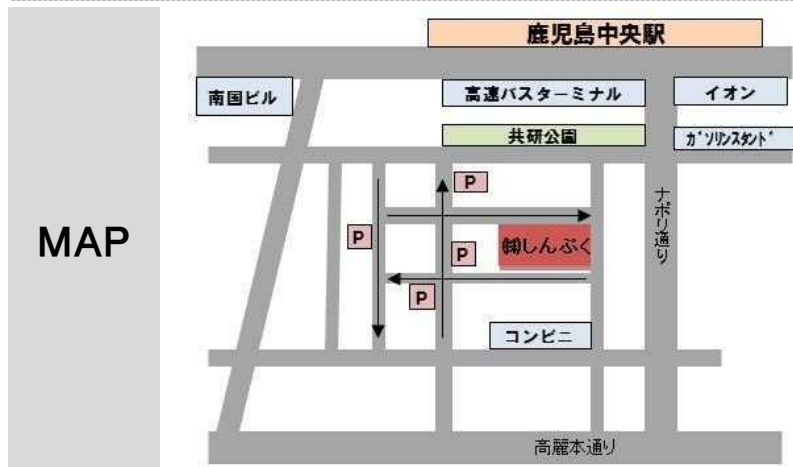 鹿児島中央駅
南国ビル
高速バスターミナル
イオン
共研公園
ガソリンスタンド
P
MAP
ナポリ通り
P
P
㈱しんぷく
P
コンビニ
高麗本通り